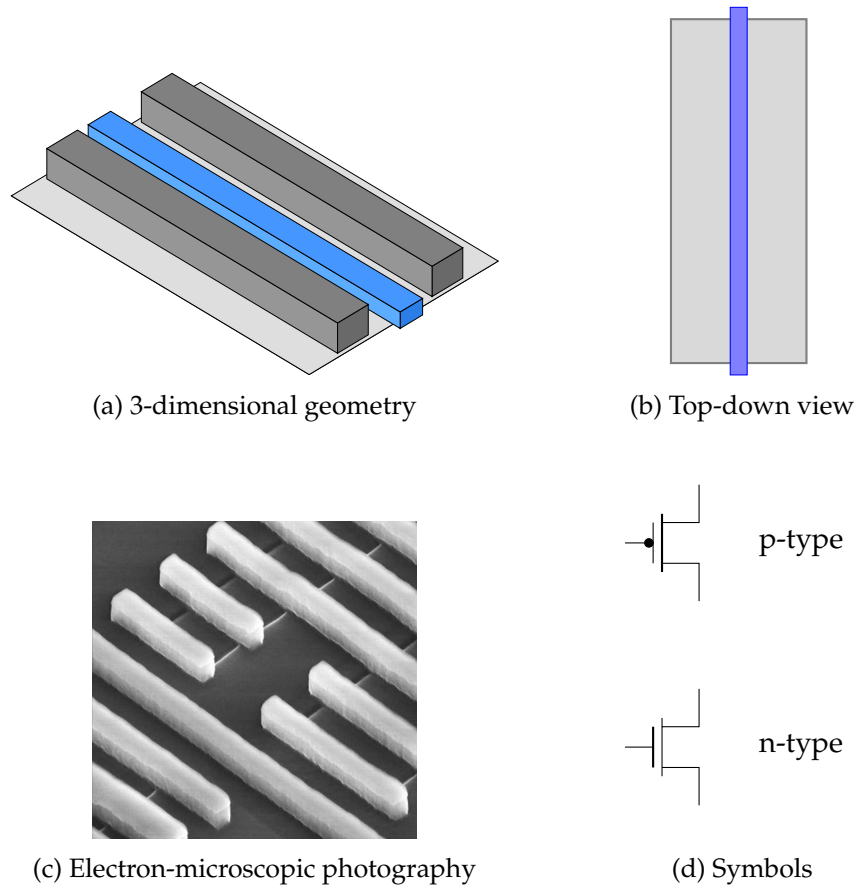 (a) 3-dimensional geometry
(b) Top-down view
p-type
n-type
(c) Electron-microscopic photography
(d) Symbols